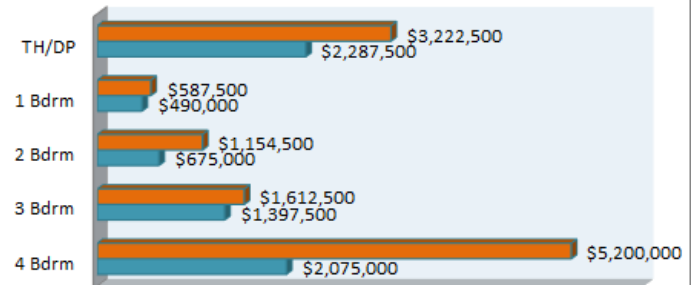 TH/DP
$3,222,500
$2,287,500
1 Bdrm
$587,500
$490,000
2 Bdrm
$1,154,500
$675,000
3 Bdrm
$1,612,500
$1,397,500
4 Bdrm
$5,200,000
$2,075,000